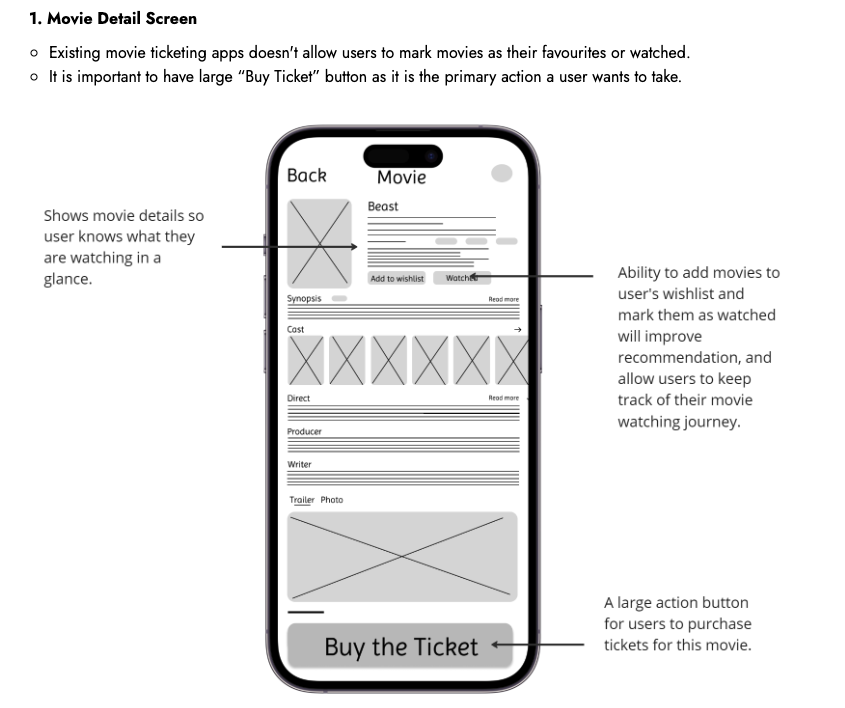 1. Movie Detail Screen
Existing movie ticketing apps doesn't allow users to mark movies as their favourites or watched.
It is important to have large “Buy Ticket” button as it is the primary action a user wants to take.
Back
Movie
Shows movie details so
user knows what they
are watching in a
glance.
Beast
Add to wishlist
Watched
Ability to add movies to
user's wishlist and
mark them as watched
will improve
recommendation, and
allow users to keep
track of their movie
watching journey.
Synopsis
Read more
Cast
Direct
Read more
Producer
Writer
Trailer Photo
Buy the Ticket
A large action button
for users to purchase
tickets for this movie.